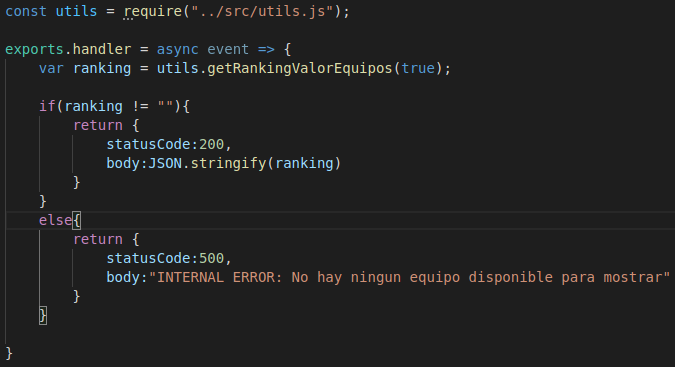 const utils = require("../src/utils.js");
exports.handler = async event => {
var ranking = utils.getRankingValorEquipos(true);
if(ranking != ""){
return {
statusCode:200,
body:JSON.stringify(ranking)
}
}
else{
return {
statusCode:500,
body:"INTERNAL ERROR: No hay ningun equipo disponible para mostrar"
}
}
}